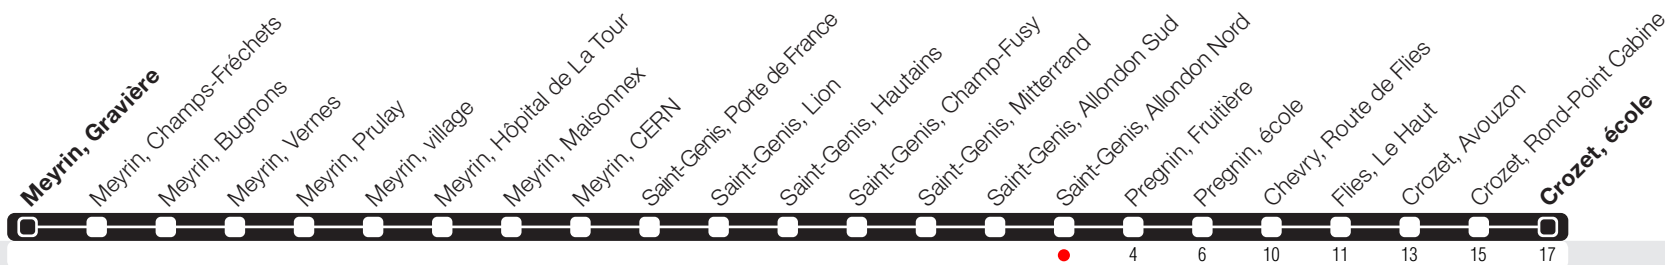 Meyrin, Gravière
Meyrin, Champs-Fréchets
Meyrin, Bugnons
Meyrin, Vernes
Meyrin, Prulay
Meyrin, village
Meyrin, Hôpital de La Tour
Meyrin, Maisonnex
Meyrin, CERN
Saint-Genis, Porte de France
Saint-Genis, Lion
Saint-Genis, Hautains
Saint-Genis, Champ-Fusy
Saint-Genis, Mitterrand
Saint-Genis, Allondon Sud
Saint-Genis, Allondon Nord
Pregnin, Fruitière
Pregnin, école
Chevry, Route de Flies
Flies, Le Haut
Crozet, Avouzon
Crozet, Rond-Point Cabine
Crozet, école
4 6 10 11 13 15 17